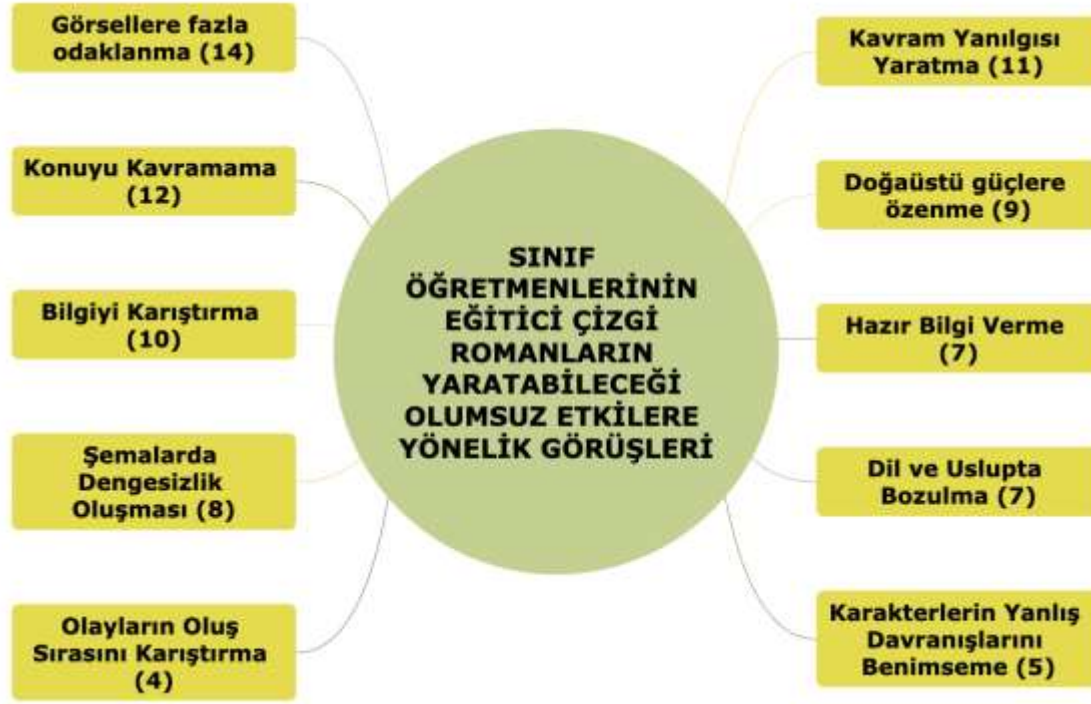 Görsellere fazla
odaklanma (14)
Konuyu Kavramama
(12)
Bilgiyi Karıştırma
(10)
Şemalarda
Dengesizlik
Oluşması (8)
Olayların Oluş
Sırasını Karıştırma
(4)
SINIF
ÖĞRETMENLERİNİN
EĞİTİCİ ÇİZGİ
ROMANLARIN
YARATABİLECEĞİ
OLUMSUZ ETKİLERE
YÖNELİK GÖRÜŞLERİ
Kavram Yanılgısı
Yaratma (11)
Doğaüstü güçlere
özenme (9)
Hazır Bilgi Verme
(7)
Dil ve Uslupta
Bozulma (7)
Karakterlerin Yanlış
Davranışlarını
Benimseme (5)